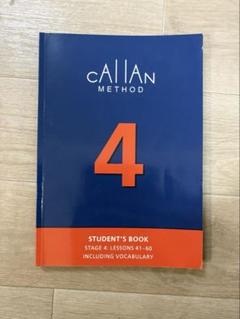 cAllAN
METHOD
4
STUDENT'S BOOK
STAGE 4: LESSONS 41–60
INCLUDING VOCABULARY